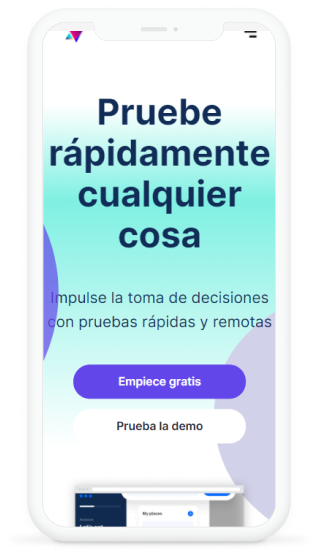 Pruebe
rápidamente
cualquier
cosa
Impulse la toma de decisiones
con pruebas rápidas y remotas
Empiece gratis
Prueba la demo
My places